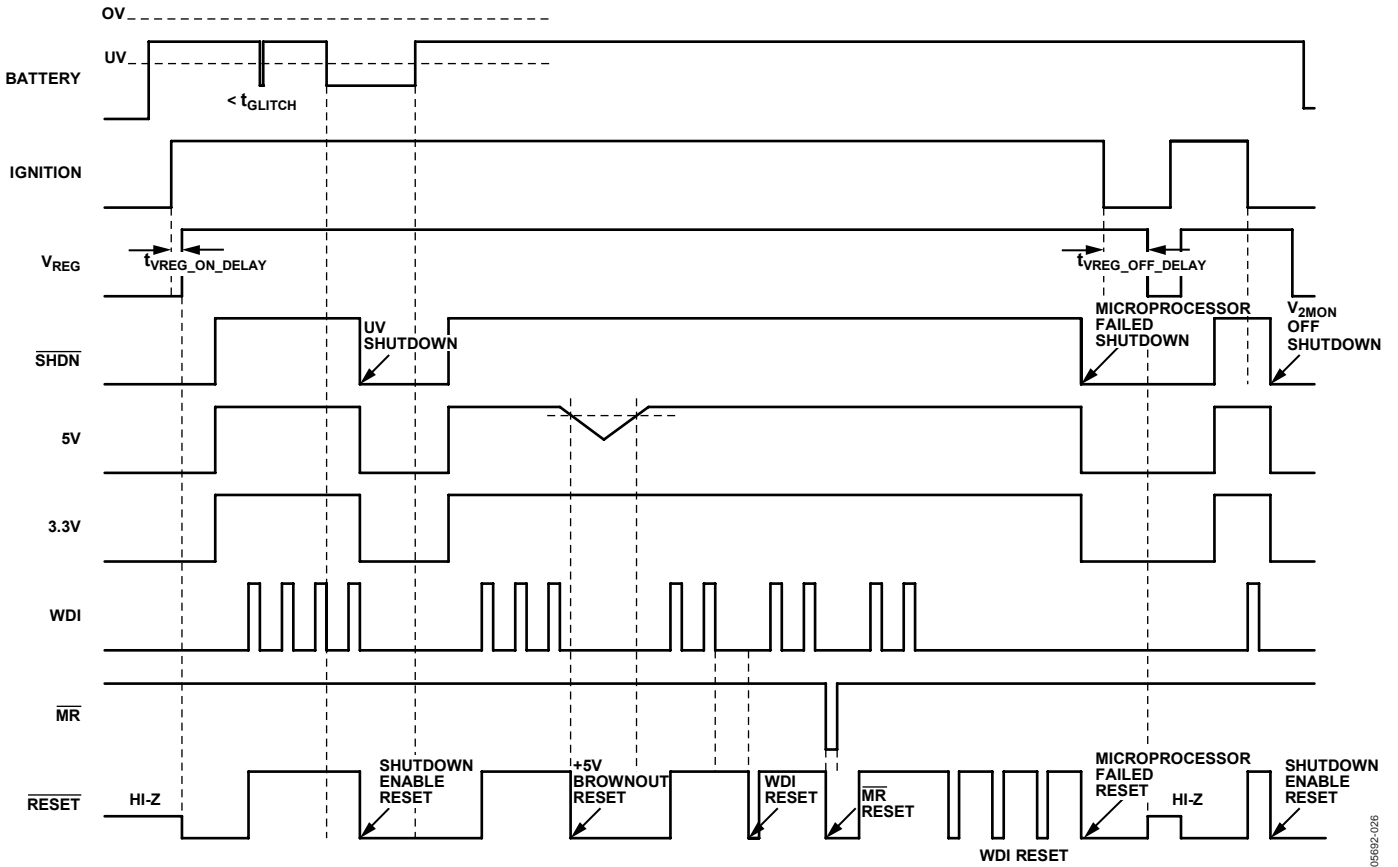 OV
UV
BATTERY
< tGLITCH
IGNITION
VREG
tVREG_ON_DELAY
tVREG_OFF_DELAY
SHDN
UV
SHUTDOWN
MICROPROCESSOR
FAILED
SHUTDOWN
V2MON
OFF
SHUTDOWN
5V
3.3V
WDI
MR
RESET
HI-Z
SHUTDOWN
ENABLE
RESET
+5V
BROWNOUT
RESET
WDI
RESET
MR
RESET
WDI RESET
MICROPROCESSOR
FAILED
RESET
HI-Z
SHUTDOWN
ENABLE
RESET
05692-026